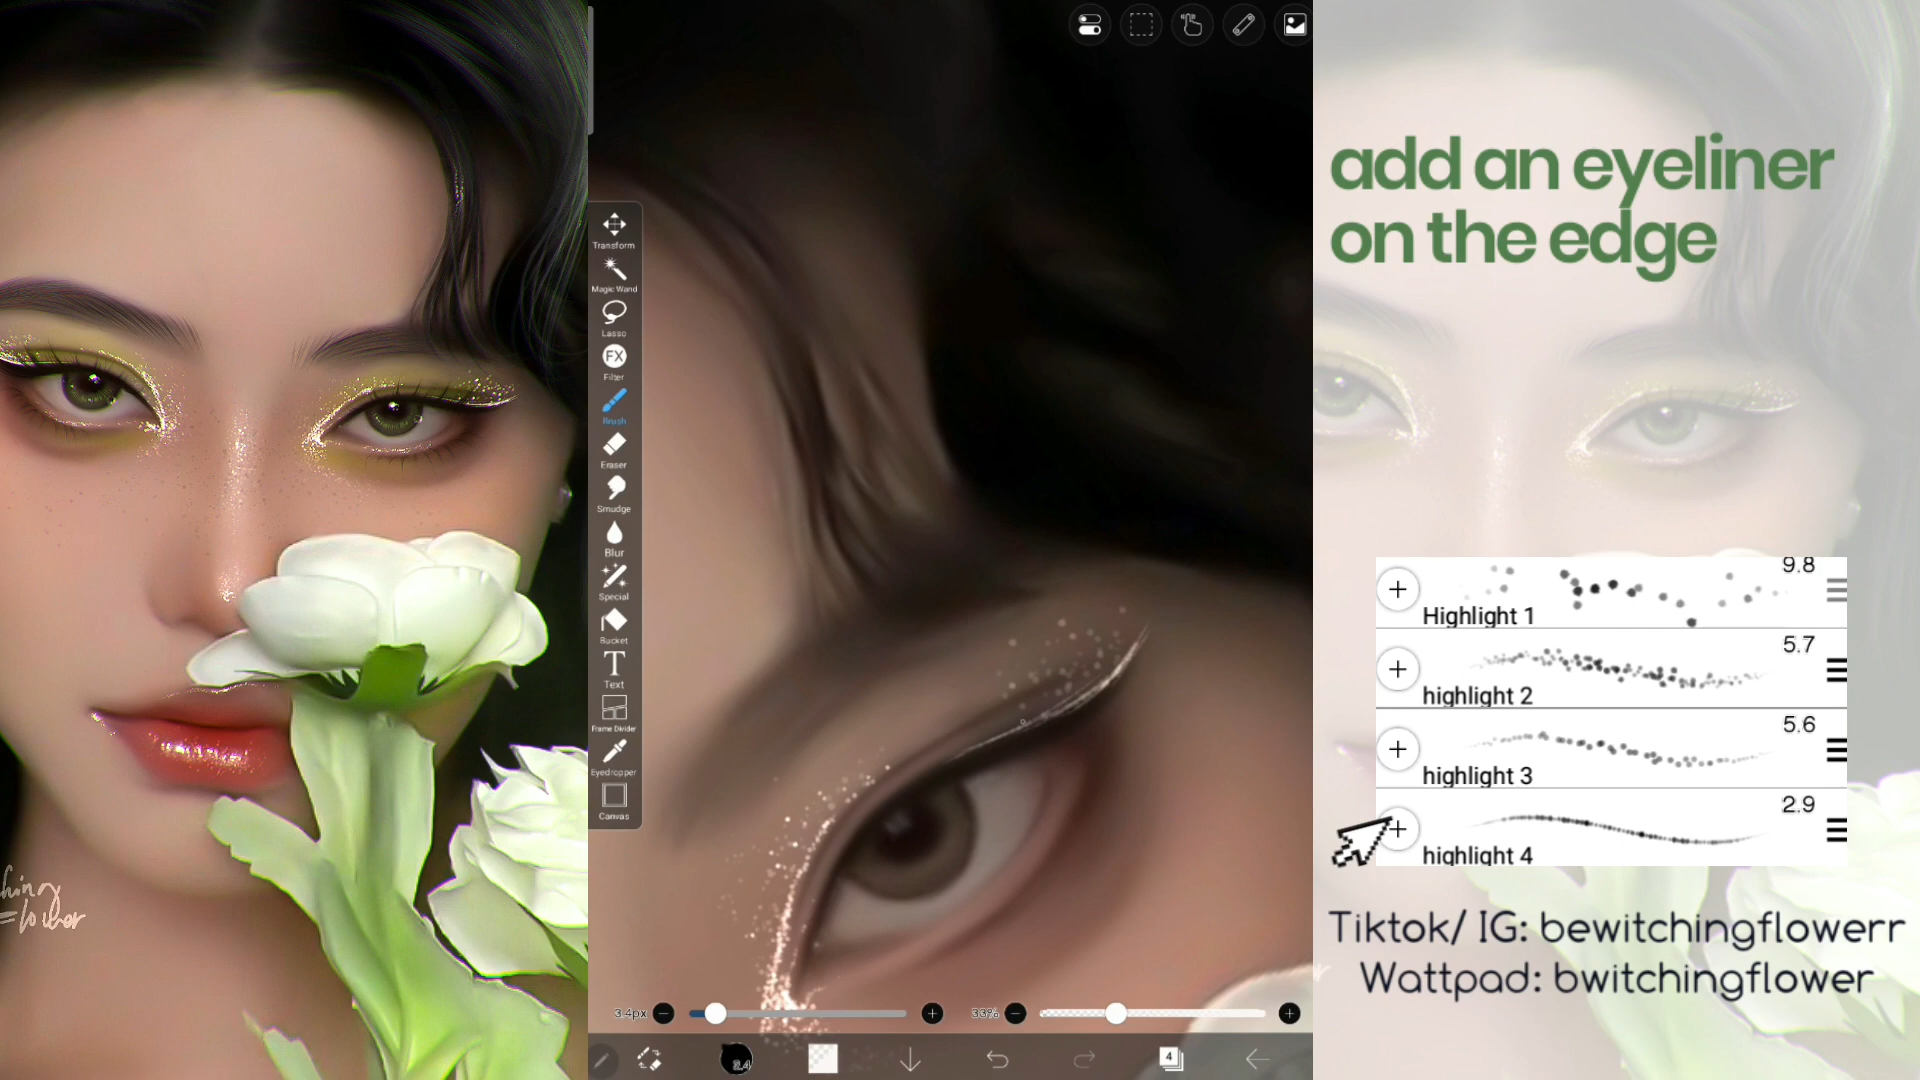 add an eyeliner
on the edge
Transform
Magic Wand
Lasso
FX
Filter
Brush
Eraser
Smudge
Blur
Special
Bucket
T
Text
Frame Divider
Eyedropper
Canvas
9.8
Highlight 1
5.7
highlight 2
5.6
highlight 3
2.9
highlight 4
Tiktok/ IG: bewitchingflowerr
Wattpad: bwitchingflower
3.4px
33%
4